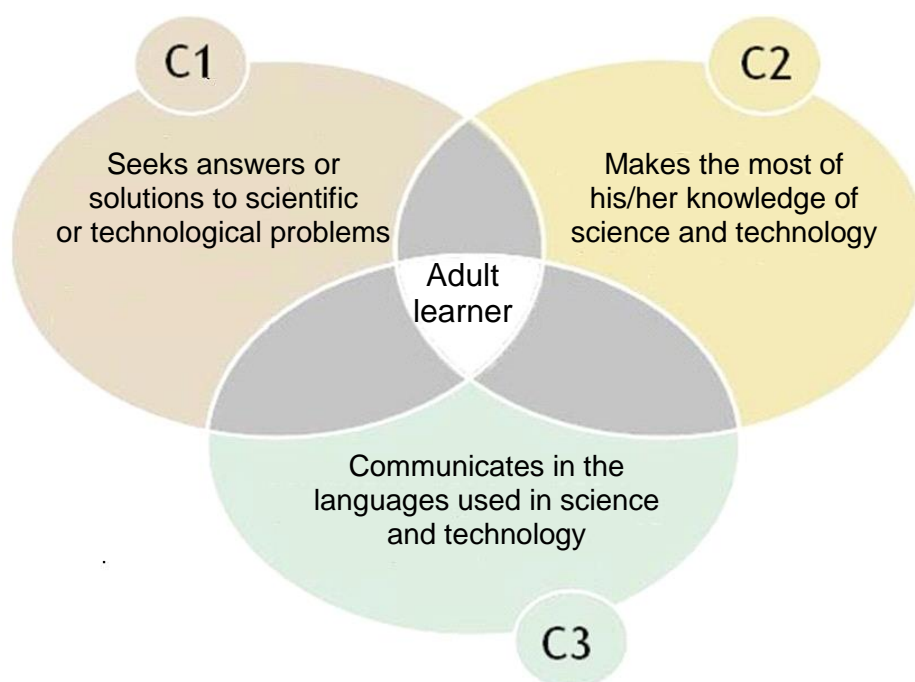 C1
C2
Seeks answers or
solutions to scientific
or technological problems
Makes the most of
his/her knowledge of
science and technology
Adult
learner
Communicates in the
languages used in science
and technology
C3